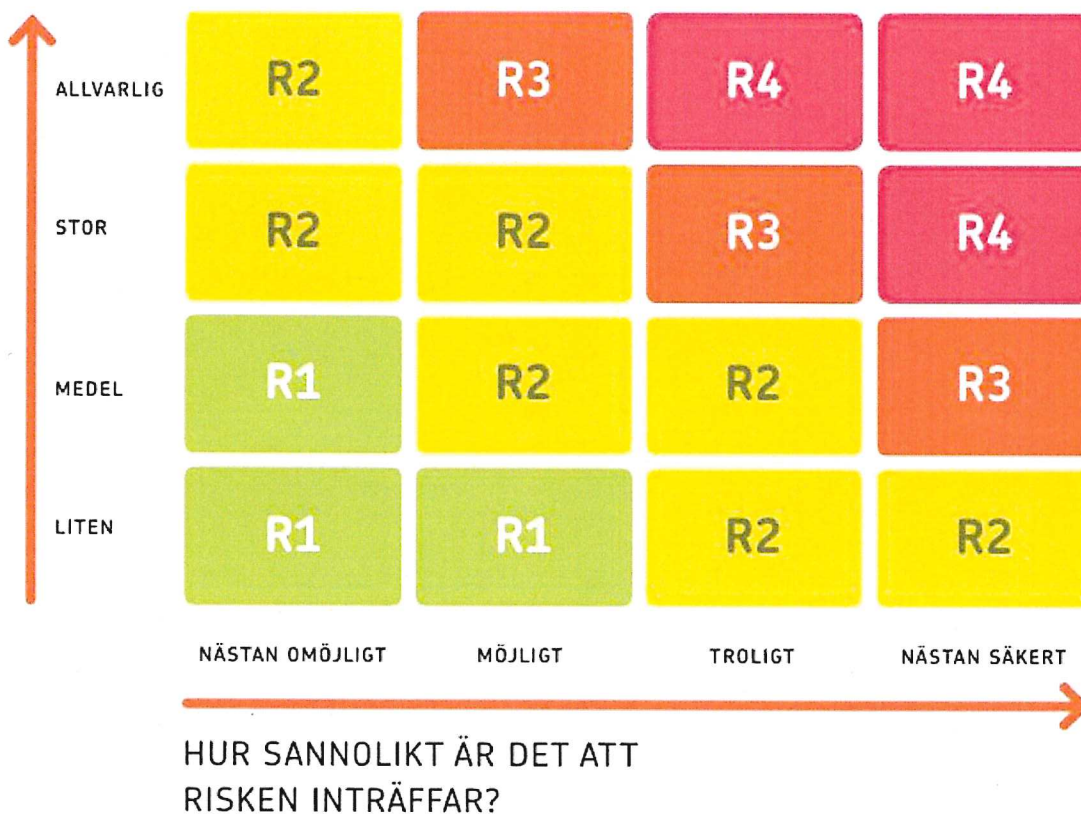 ALLVARLIG R2 R3 R4 R4
STOR R2 R2 R3 R4
MEDEL R1 R2 R2 R3
LITEN R1 R1 R2 R2
NÄSTAN OMÖJLIGT MÖJLIGT TROLIGT NÄSTAN SÄKERT
HUR SANNOLIKT ÄR DET ATT
RISKEN INTRÄFFAR?